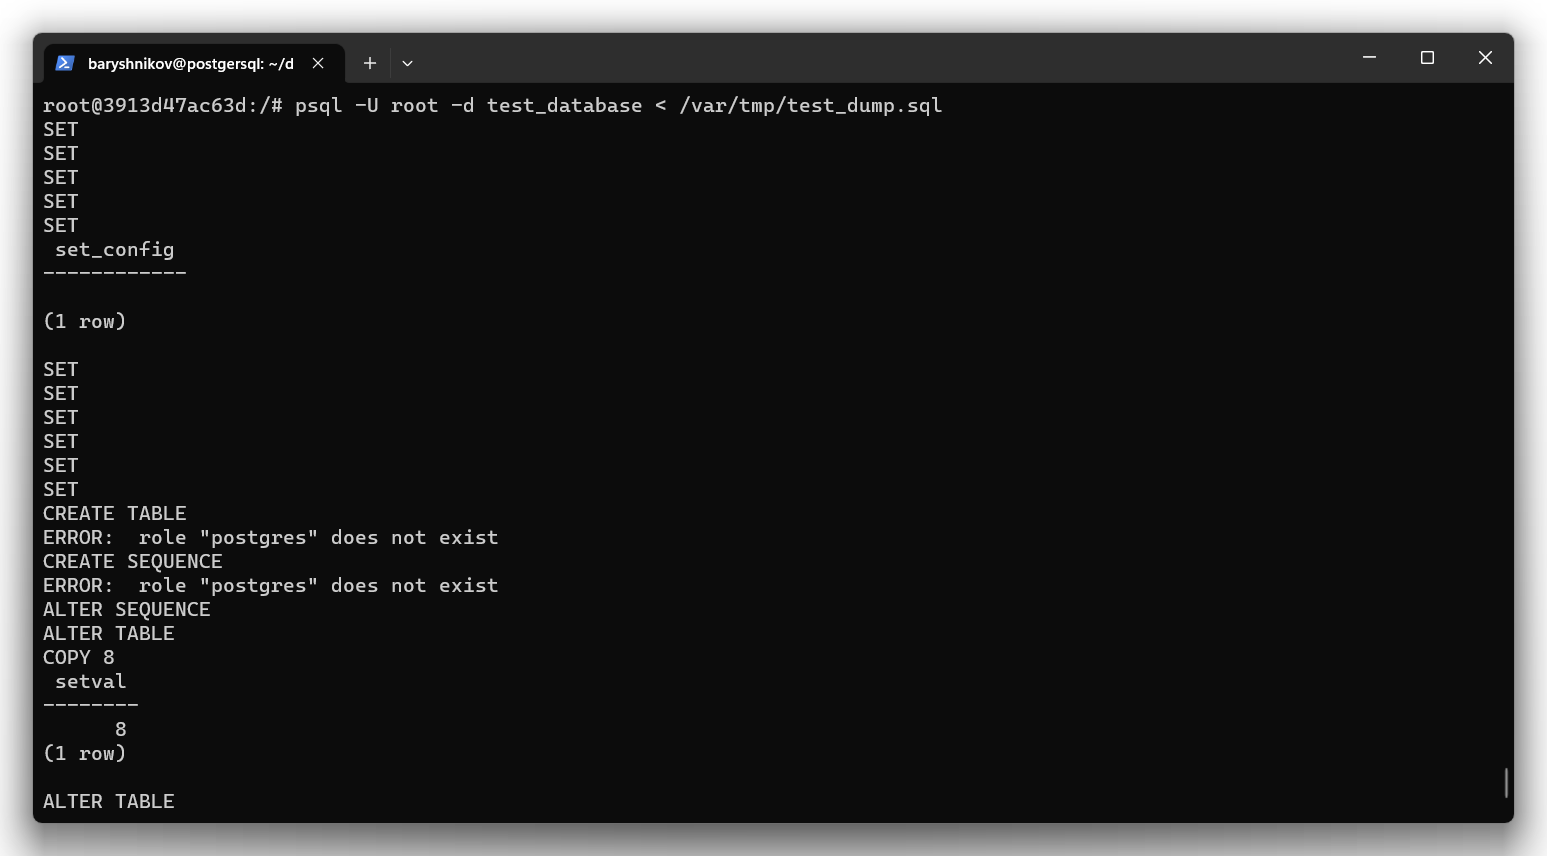 baryshnikov@postgersql: ~/d
root@3913d47ac63d:/# psql -U root -d test_database < /var/tmp/test_dump.sql
SET
SET
SET
SET
SET
 set_config
------------

(1 row)

SET
SET
SET
SET
SET
SET
CREATE TABLE
ERROR:  role "postgres" does not exist
CREATE SEQUENCE
ERROR:  role "postgres" does not exist
ALTER SEQUENCE
ALTER TABLE
COPY 8
 setval
--------
      8
(1 row)

ALTER TABLE